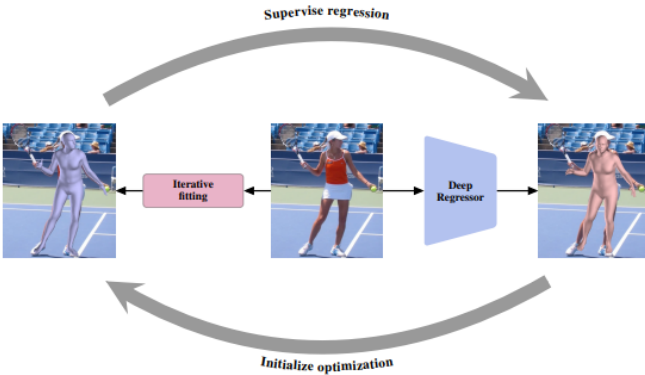 Supervise regression
Iterative
fitting
Deep
Regressor
Initialize optimization